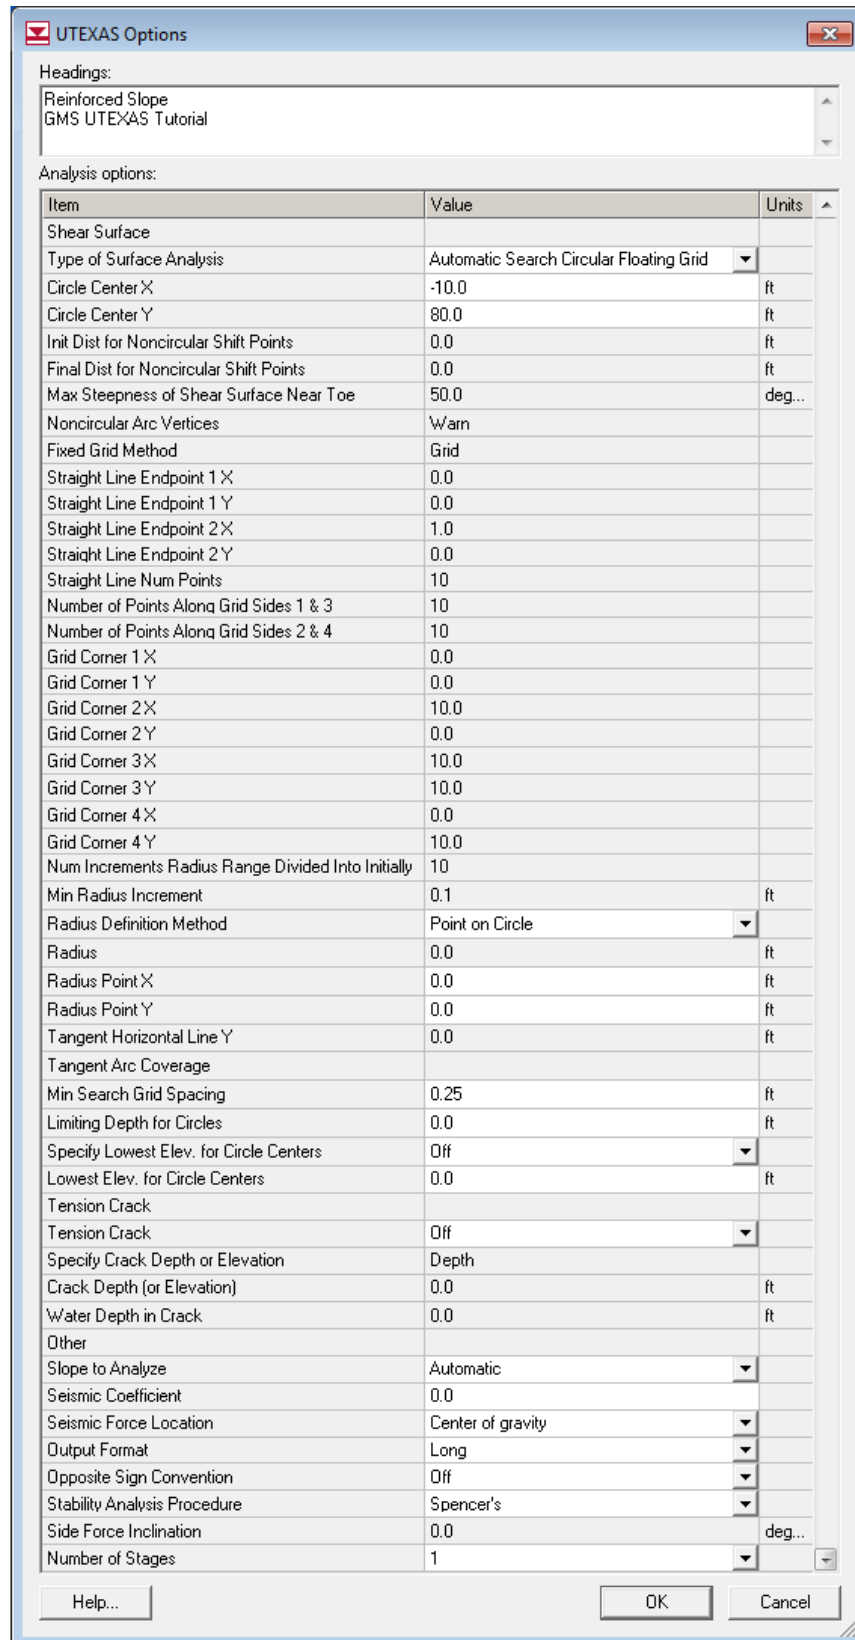 UTEXAS Options
Headings:
Reinforced Slope
GMS UTEXAS Tutorial
Analysis options:
Item Value Units
Shear Surface
Type of Surface Analysis Automatic Search Circular Floating Grid
Circle Center X -10.0 ft
Circle Center Y 80.0 ft
Init Dist for Noncircular Shift Points 0.0 ft
Final Dist for Noncircular Shift Points 0.0 ft
Max Steepness of Shear Surface Near Toe 50.0 deg...
Noncircular Arc Vertices Warn
Fixed Grid Method Grid
Straight Line Endpoint 1 X 0.0
Straight Line Endpoint 1 Y 0.0
Straight Line Endpoint 2 X 1.0
Straight Line Endpoint 2 Y 0.0
Straight Line Num Points 10
Number of Points Along Grid Sides 1 & 3 10
Number of Points Along Grid Sides 2 & 4 10
Grid Corner 1 X 0.0
Grid Corner 1 Y 0.0
Grid Corner 2 X 10.0
Grid Corner 2 Y 0.0
Grid Corner 3 X 10.0
Grid Corner 3 Y 10.0
Grid Corner 4 X 0.0
Grid Corner 4 Y 10.0
Num Increments Radius Range Divided Into Initially 10
Min Radius Increment 0.1 ft
Radius Definition Method Point on Circle
Radius 0.0 ft
Radius Point X 0.0 ft
Radius Point Y 0.0 ft
Tangent Horizontal Line Y 0.0 ft
Tangent Arc Coverage
Min Search Grid Spacing 0.25 ft
Limiting Depth for Circles 0.0 ft
Specify Lowest Elev. for Circle Centers Off
Lowest Elev. for Circle Centers 0.0 ft
Tension Crack
Tension Crack Off
Specify Crack Depth or Elevation Depth
Crack Depth (or Elevation) 0.0 ft
Water Depth in Crack 0.0 ft
Other
Slope to Analyze Automatic
Seismic Coefficient 0.0
Seismic Force Location Center of gravity
Output Format Long
Opposite Sign Convention Off
Stability Analysis Procedure Spencer's
Side Force Inclination 0.0 deg...
Number of Stages 1
Help... OK Cancel